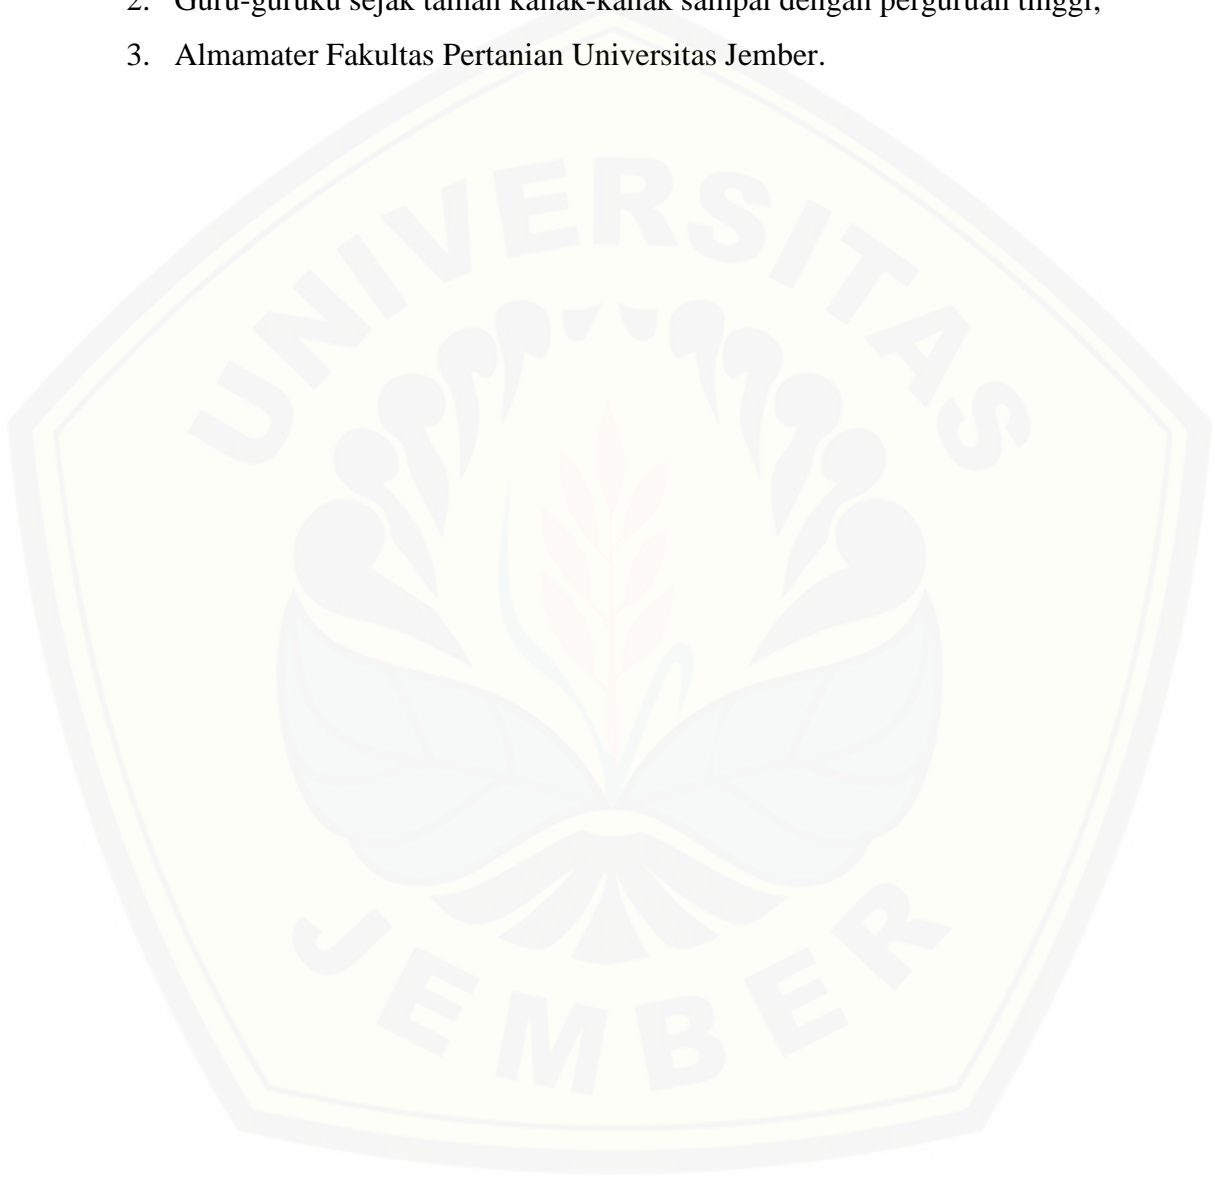 2. Guru-guruku sejak taman kanak-kanak sampai dengan perguruan tinggi;
3. Almamater Fakultas Pertanian Universitas Jember.
UNIVERSITAS
JEMBER